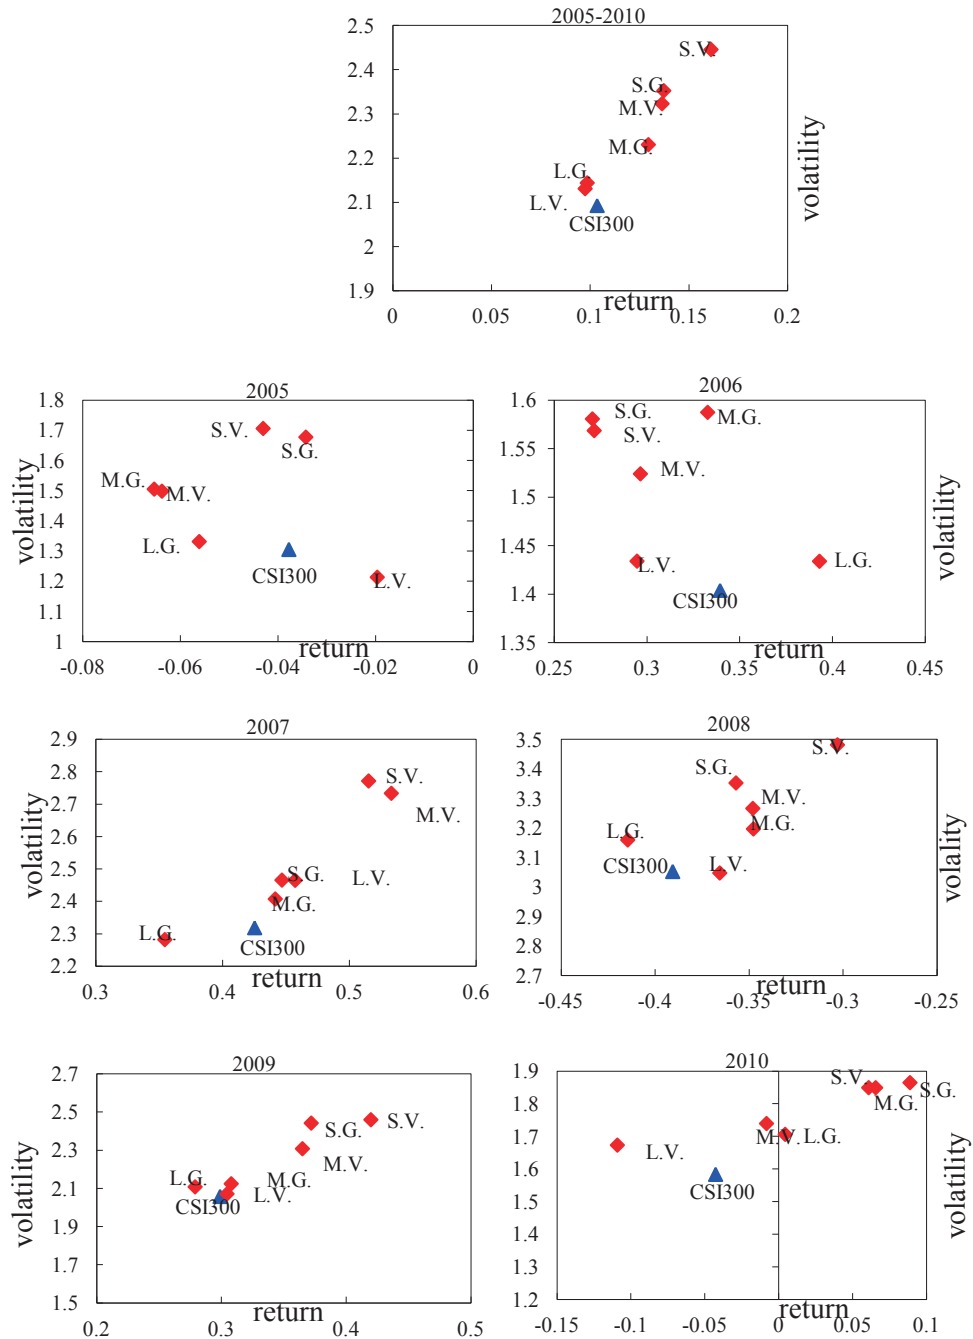 2005-2010
2.5
2.4
2.3
2.2
2.1
2
1.9
S.V.
S.G.
M.V.
M.G.
L.G.
L.V.
CSI300
volatility
0
0.05
0.1
0.15
0.2
return
2005
1.8
1.7
1.6
1.5
1.4
1.3
1.2
1.1
1
volatility
S.V.
S.G.
M.G.
M.V.
L.G.
CSI300
L.V.
-0.08
-0.06
-0.04
-0.02
0
return
2006
1.6
1.55
1.5
1.45
1.4
1.35
S.G.
M.G.
S.V.
M.V.
L.V.
L.G.
CSI300
volatility
0.25
0.3
0.35
0.4
0.45
return
2007
2.9
2.8
2.7
2.6
2.5
2.4
2.3
2.2
volatility
S.V.
M.V.
S.G.
L.V.
M.G.
L.G.
CSI300
0.3
0.4
0.5
0.6
return
2008
3.5
3.4
3.3
3.2
3.1
3
2.9
2.8
2.7
S.V.
S.G.
M.V.
M.G.
L.G.
CSI300
L.V.
volality
-0.45
-0.4
-0.35
-0.3
-0.25
return
2009
2.7
2.5
2.3
2.1
1.9
1.7
1.5
volatility
S.V.
S.G.
M.V.
L.G.
M.G.
L.V.
CSI300
0.2
0.3
0.4
0.5
return
2010
1.9
1.8
1.7
1.6
1.5
1.4
1.3
1.2
S.V.
S.G.
M.G.
M.V.
L.G.
L.V.
CSI300
volatility
-0.15
-0.1
-0.05
0
0.05
0.1
return